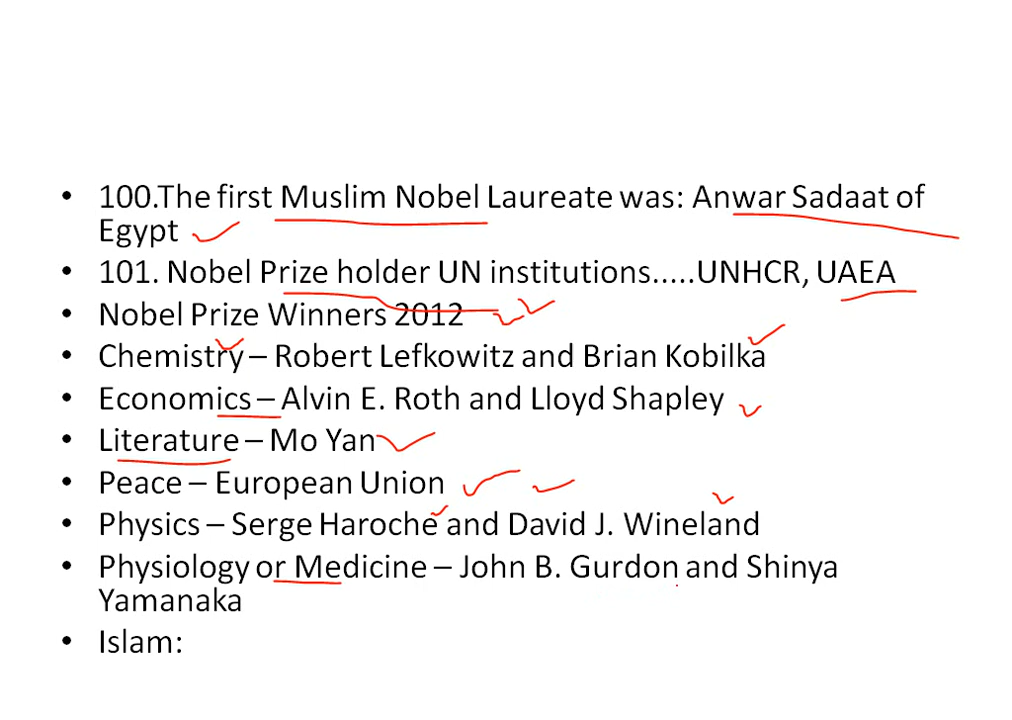 • 100.The first Muslim Nobel Laureate was: Anwar Sadaat of
Egypt
• 101. Nobel Prize holder UN institutions.....UNHCR, UAEA
• Nobel Prize Winners 2012
• Chemistry – Robert Lefkowitz and Brian Kobilka
• Economics – Alvin E. Roth and Lloyd Shapley
• Literature – Mo Yan
• Peace – European Union
• Physics – Serge Haroche and David J. Wineland
• Physiology or Medicine – John B. Gurdon and Shinya
Yamanaka
• Islam: